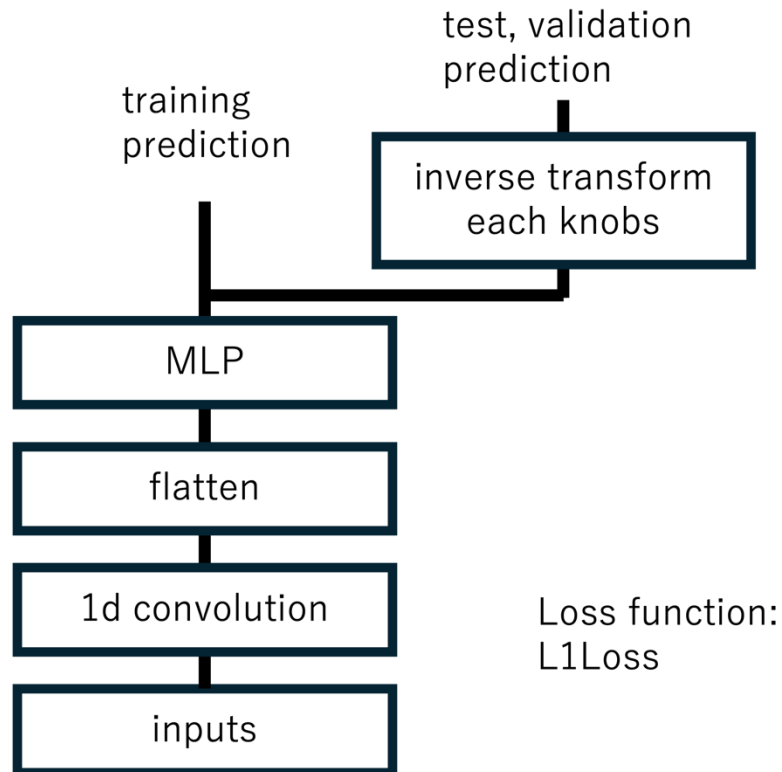 test, validation
prediction
training
prediction
inverse transform
each knobs
MLP
flatten
1d convolution
Loss function:
L1Loss
inputs